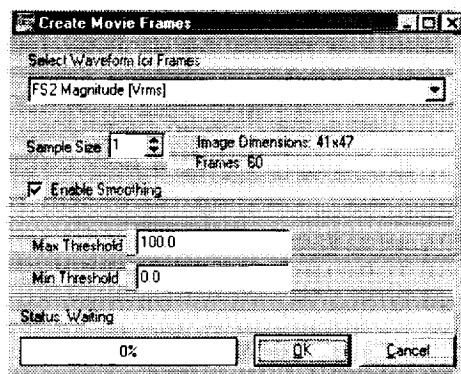 Create Movie Frames
Select Waveform for Frames
FS2 Magnitude [Vrms]
Sample Size 1 Image Dimensions: 41x47
Frames: 60
Enable Smoothing
Max Threshold 100.0
Min Threshold 0.0
Status: Waiting
0% OK Cancel